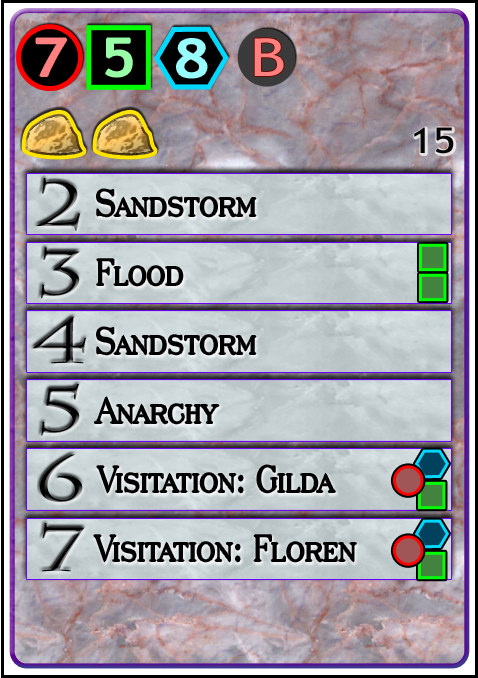 7 5 8 B
15
2 Sandstorm
3 Flood
4 Sandstorm
5 Anarchy
6 Visitation: Gilda
7 Visitation: Floren